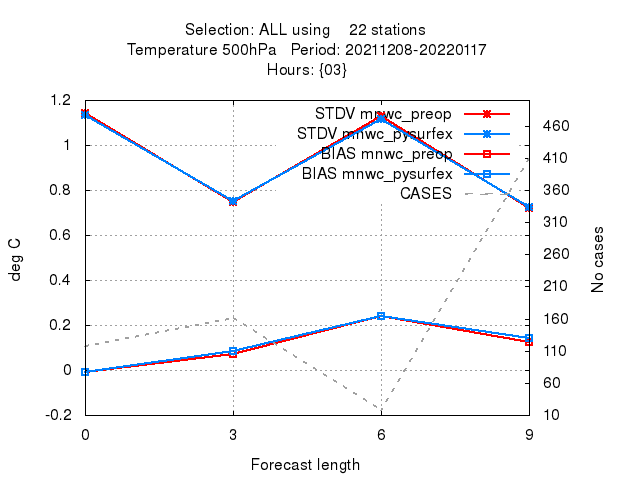 Selection: ALL using 22 stations
Temperature 500hPa Period: 20211208-20220117
Hours: {03}
1.2
1
0.8
0.6
0.4
0.2
0
-0.2
deg C
STDV mnwc_preop
STDV mnwc_pysurfex
BIAS mnwc_preop
BIAS mnwc_pysurfex
CASES
460
410
360
310
260
210
160
110
60
10
No cases
0 3 6 9
Forecast length